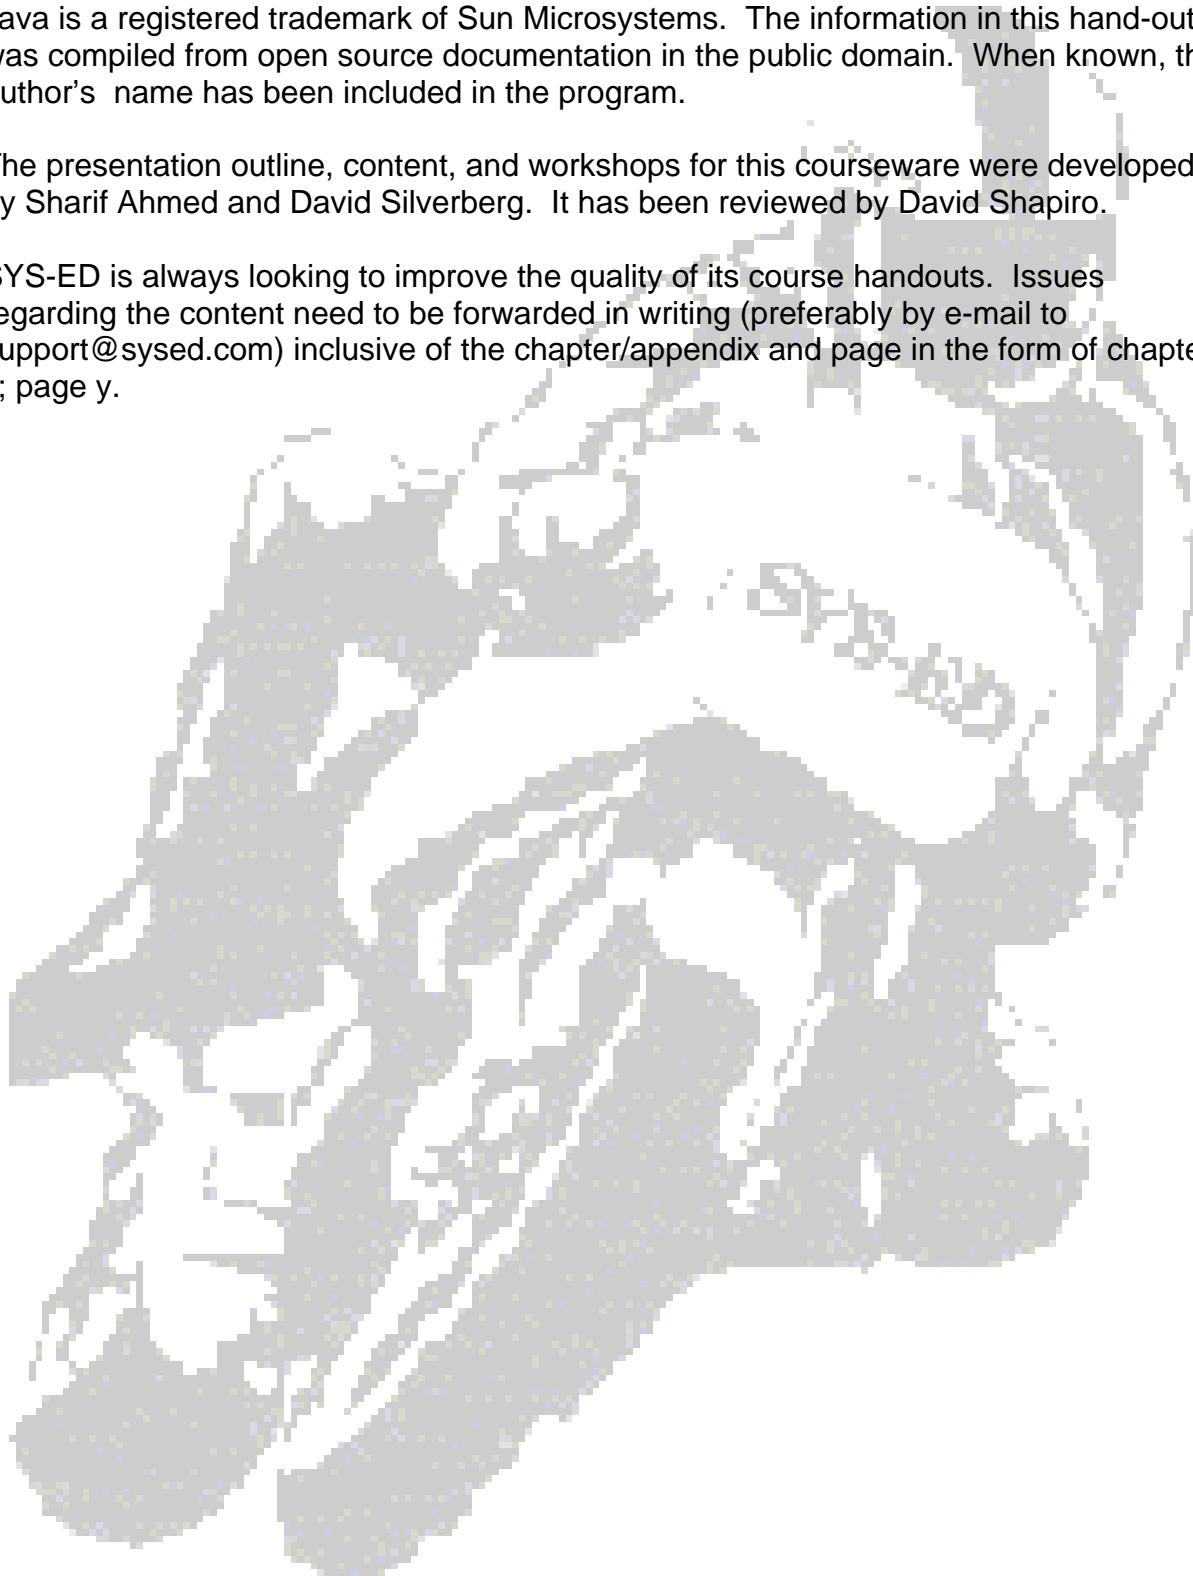 ava is a registered trademark of Sun Microsystems.  The information in this hand-out
was compiled from open source documentation in the public domain.  When known, th
uthor's  name has been included in the program.
The presentation outline, content, and workshops for this courseware were developed
y Sharif Ahmed and David Silverberg.  It has been reviewed by David Shapiro.
SYS-ED is always looking to improve the quality of its course handouts.  Issues
egarding the content need to be forwarded in writing (preferably by e-mail to
upport@sysed.com) inclusive of the chapter/appendix and page in the form of chapte
; page y.
SYS-ED